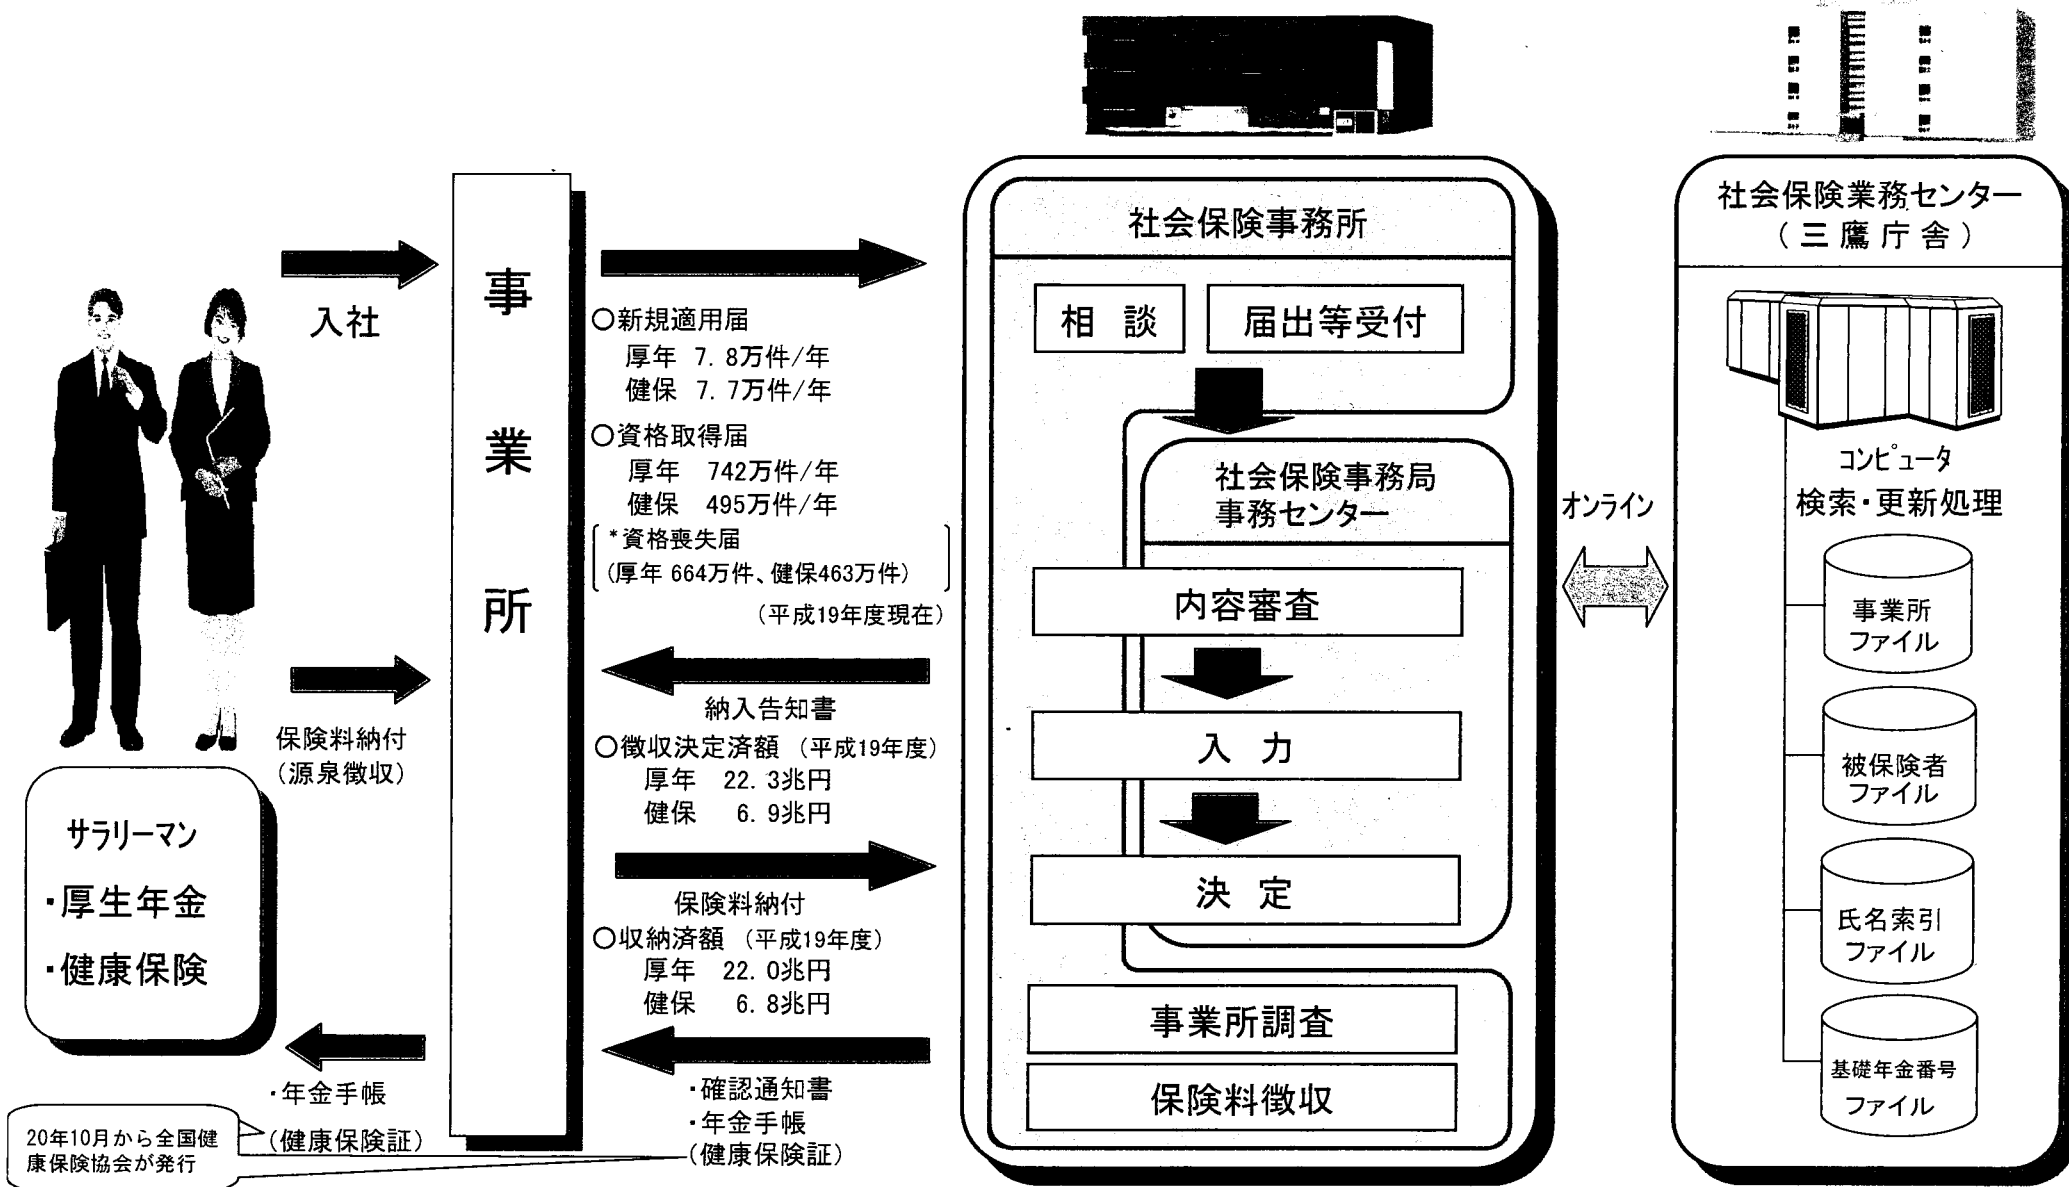 入社
保険料納付
(源泉徴収)
サラリーマン
・厚生年金
・健康保険
・年金手帳
(健康保険証)
20年10月から全国健
康保険協会が発行
事業所
○新規適用届
厚年 7.8万件/年
健保 7.7万件/年
○資格取得届
厚年 742万件/年
健保 495万件/年
*資格喪失届
(厚年 664万件、健保463万件)
(平成19年度現在)
納入告知書
○徴収決定済額 (平成19年度)
厚年 22.3兆円
健保 6.9兆円
保険料納付
○収納済額 (平成19年度)
厚年 22.0兆円
健保 6.8兆円
・確認通知書
・年金手帳
(健康保険証)
社会保険事務所
相 談
届出等受付
社会保険事務局
事務センター
内容審査
入 力
決 定
事業所調査
保険料徴収
オンライン
社会保険業務センター
(三鷹庁舎)
コンピュータ
検索・更新処理
事業所
ファイル
被保険者
ファイル
氏名索引
ファイル
基礎年金番号
ファイル